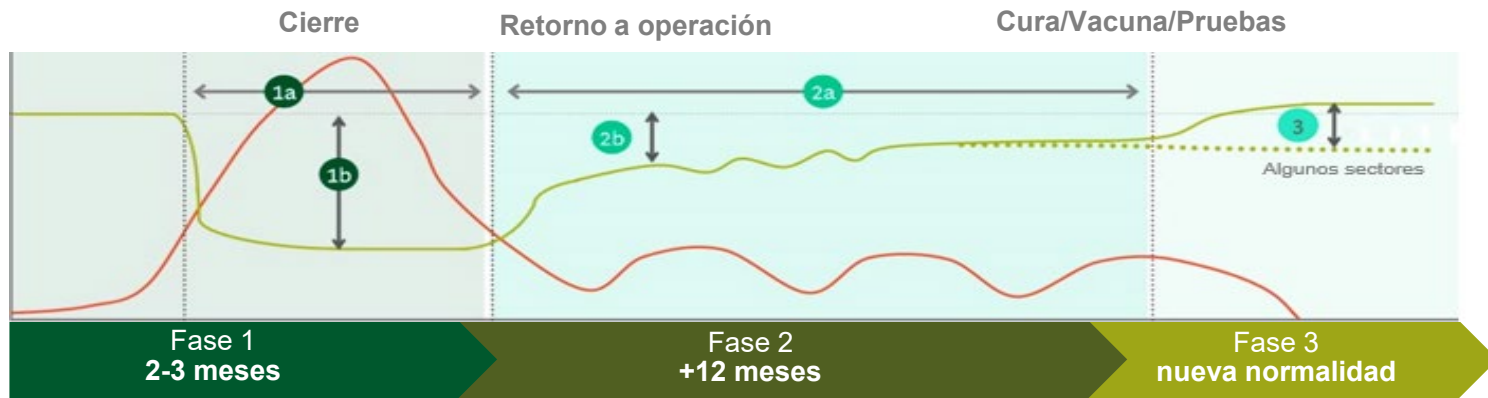 Cierre
Retorno a operación
Cura/Vacuna/Pruebas
1a
2a
2b
3
1b
Algunos sectores
Fase 1
2-3 meses
Fase 2
+12 meses
Fase 3
nueva normalidad